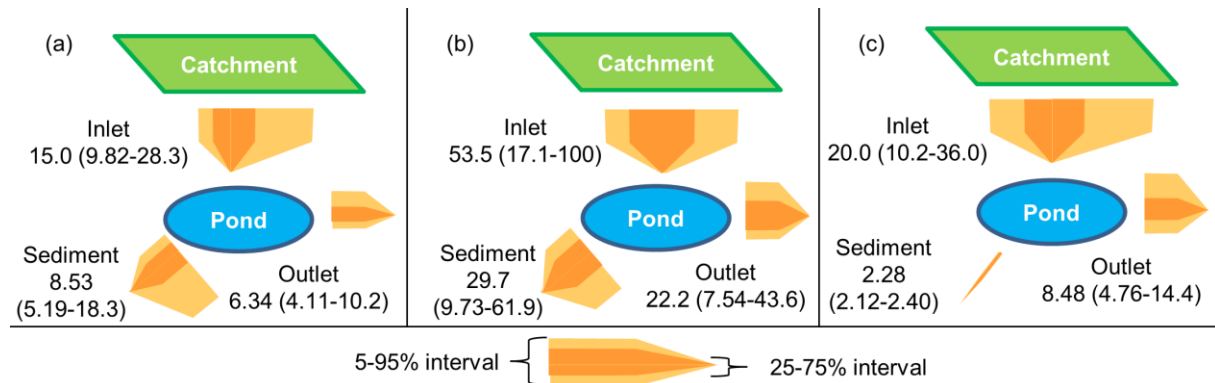 (a)
Catchment
Inlet
15.0 (9.82-28.3)
Pond
Sediment
8.53
(5.19-18.3)
Outlet
6.34 (4.11-10.2)
(b)
Catchment
Inlet
53.5 (17.1-100)
Pond
Sediment
29.7
(9.73-61.9)
Outlet
22.2 (7.54-43.6)
(c)
Catchment
Inlet
20.0 (10.2-36.0)
Pond
Sediment
2.28
(2.12-2.40)
Outlet
8.48 (4.76-14.4)
5-95% interval
25-75% interval